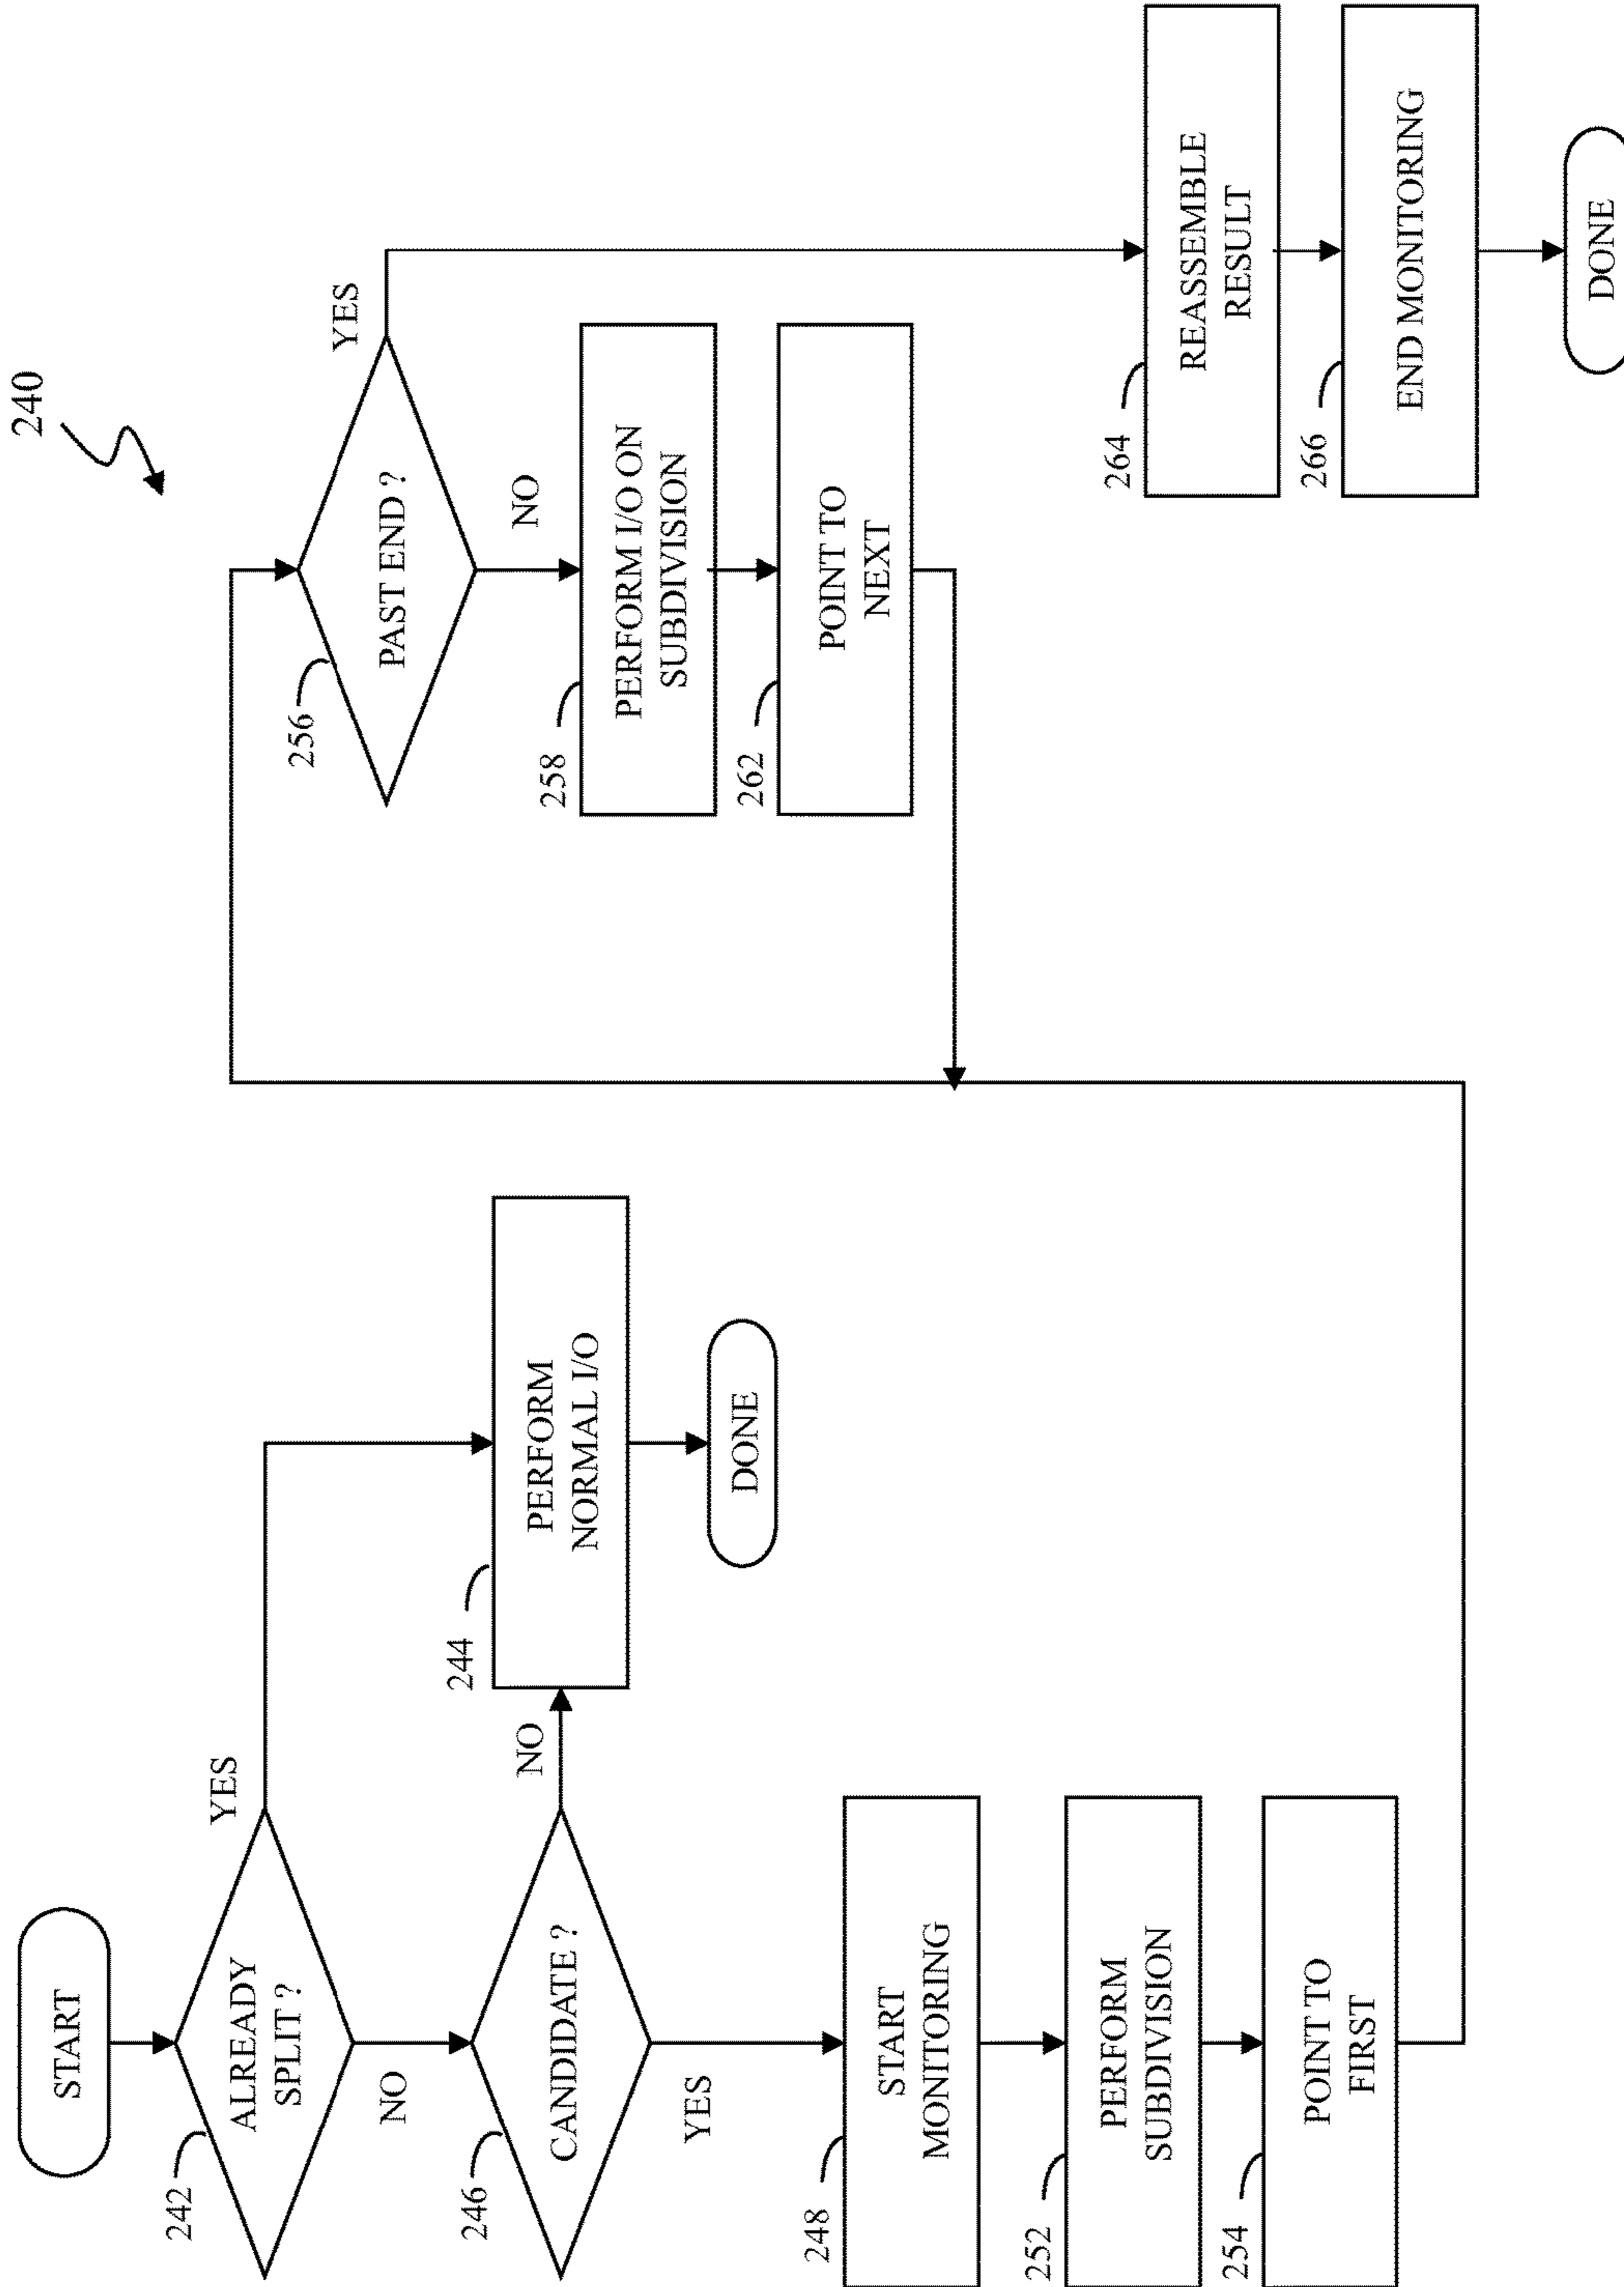 240
START
242
ALREADY
SPLIT ?
YES
NO
246
CANDIDATE ?
NO
YES
244
PERFORM
NORMAL I/O
DONE
248
START
MONITORING
252
PERFORM
SUBDIVISION
254
POINT TO
FIRST
256
PAST END ?
YES
NO
258
PERFORM I/O ON
SUBDIVISION
262
POINT TO
NEXT
264
REASSEMBLE
RESULT
266
END MONITORING
DONE